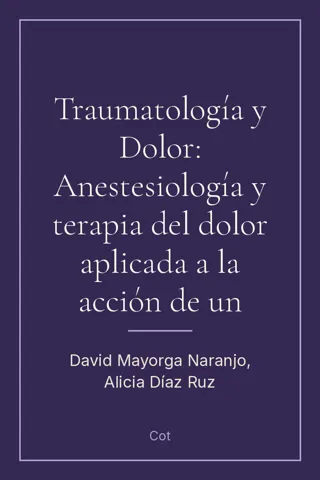 Traumatología y
Dolor:
Anestesiología y
terapia del dolor
aplicada a la
acción de un
David Mayorga Naranjo,
Alicia Díaz Ruz
Cot